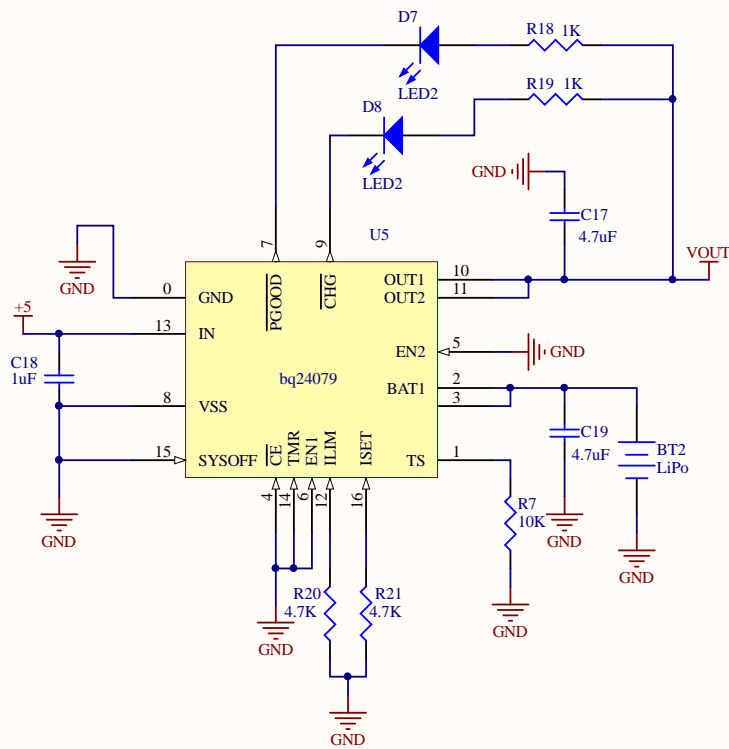 D7
R18 1K
LED2
R19 1K
D8
LED2
GND
C17
4.7uF
7
9
U5
VOUT
GND
0
GND
PGOOD
CHG
OUT1
10
OUT2
11
+5
13
IN
EN2
5
GND
C18
1uF
bq24079
BAT1
2
3
8
VSS
C19
4.7uF
BT2
LiPo
15
SYSOFF
CE
TMR
EN1
ILIM
ISET
TS
1
4
14
6
12
16
R7
10K
GND
GND
GND
R20
4.7K
R21
4.7K
GND
GND
GND